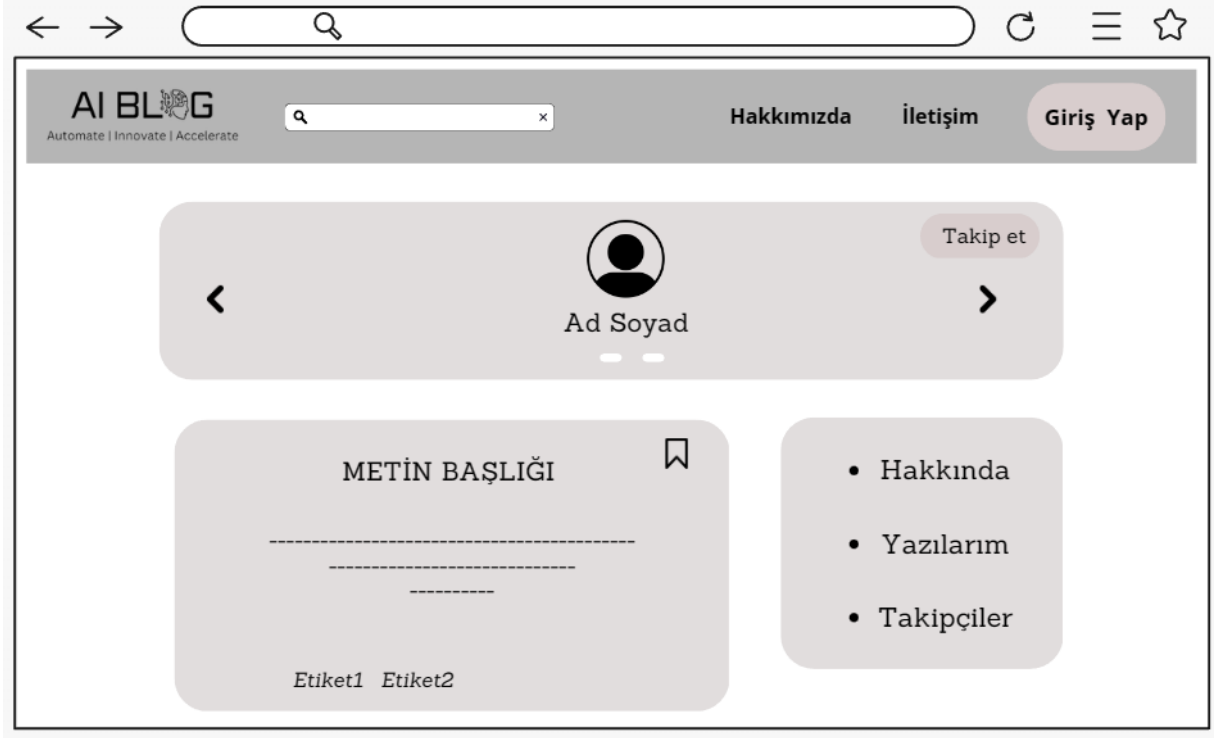 AI BLOG
Automate | Innovate | Accelerate
Hakkımızda
İletişim
Giriş Yap
Takip et
Ad Soyad
METİN BAŞLIĞI
Etiket1 Etiket2
• Hakkında
• Yazılarım
• Takipçiler